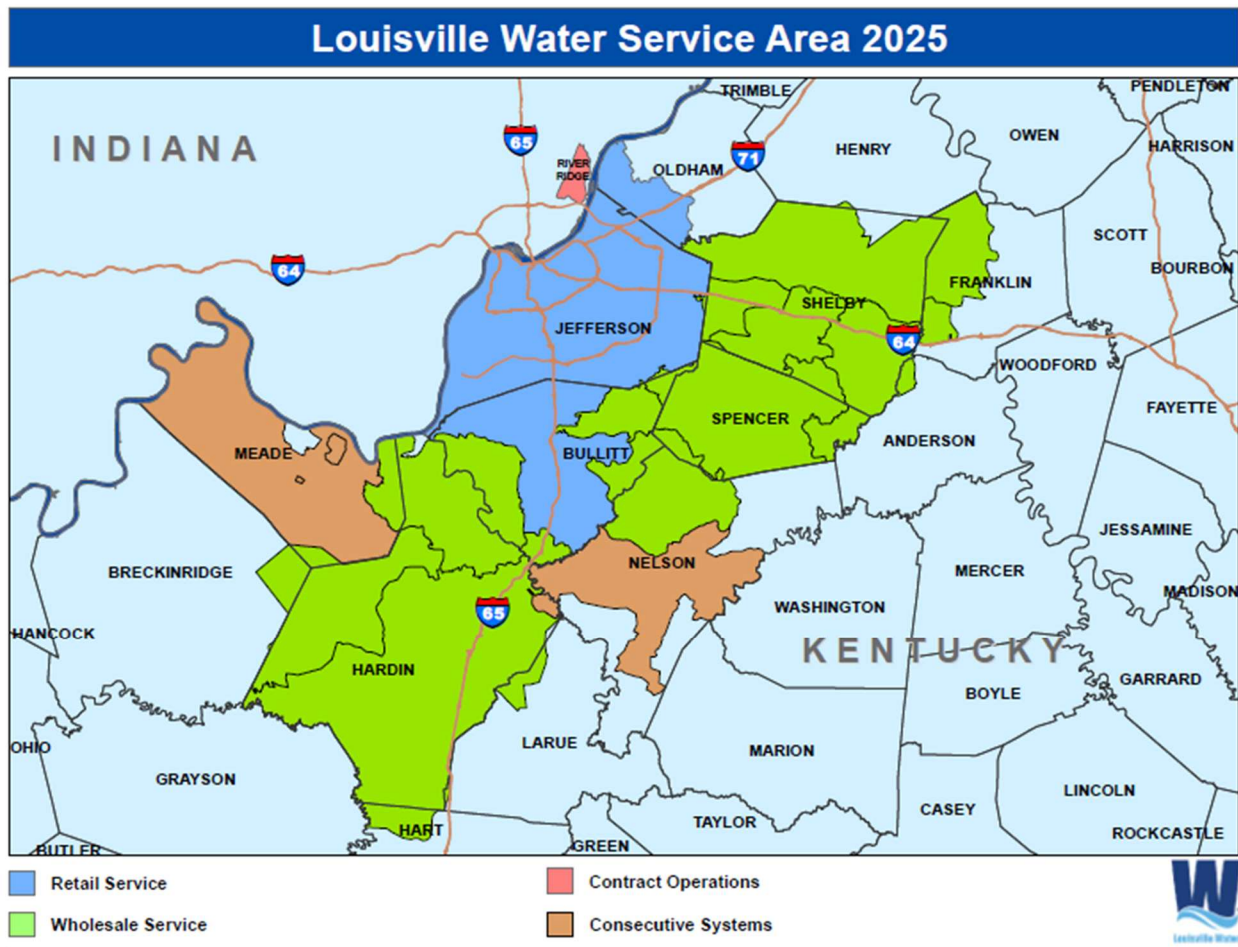 Louisville Water Service Area 2025
TRIMBLE
PENDLETON
INDIANA
65
OWEN
HARRISON
HENRY
71
RIVER
RIDGE
OLDHAM
SCOTT
64
BOURBON
FRANKLIN
SHELBY
JEFFERSON
64
WOODFORD
FAYETTE
SPENCER
ANDERSON
MEADE
BULLITT
JESSAMINE
BRECKINRIDGE
NELSON
MERCER
MADISON
65
WASHINGTON
HANCOCK
KENTUCKY
HARDIN
GARRARD
BOYLE
LARUE
OHIO
MARION
GRAYSON
LINCOLN
CASEY
TAYLOR
HART
ROCKCASTLE
GREEN
BUTLER
Retail Service
Contract Operations
Wholesale Service
Consecutive Systems
W
Louisville Water